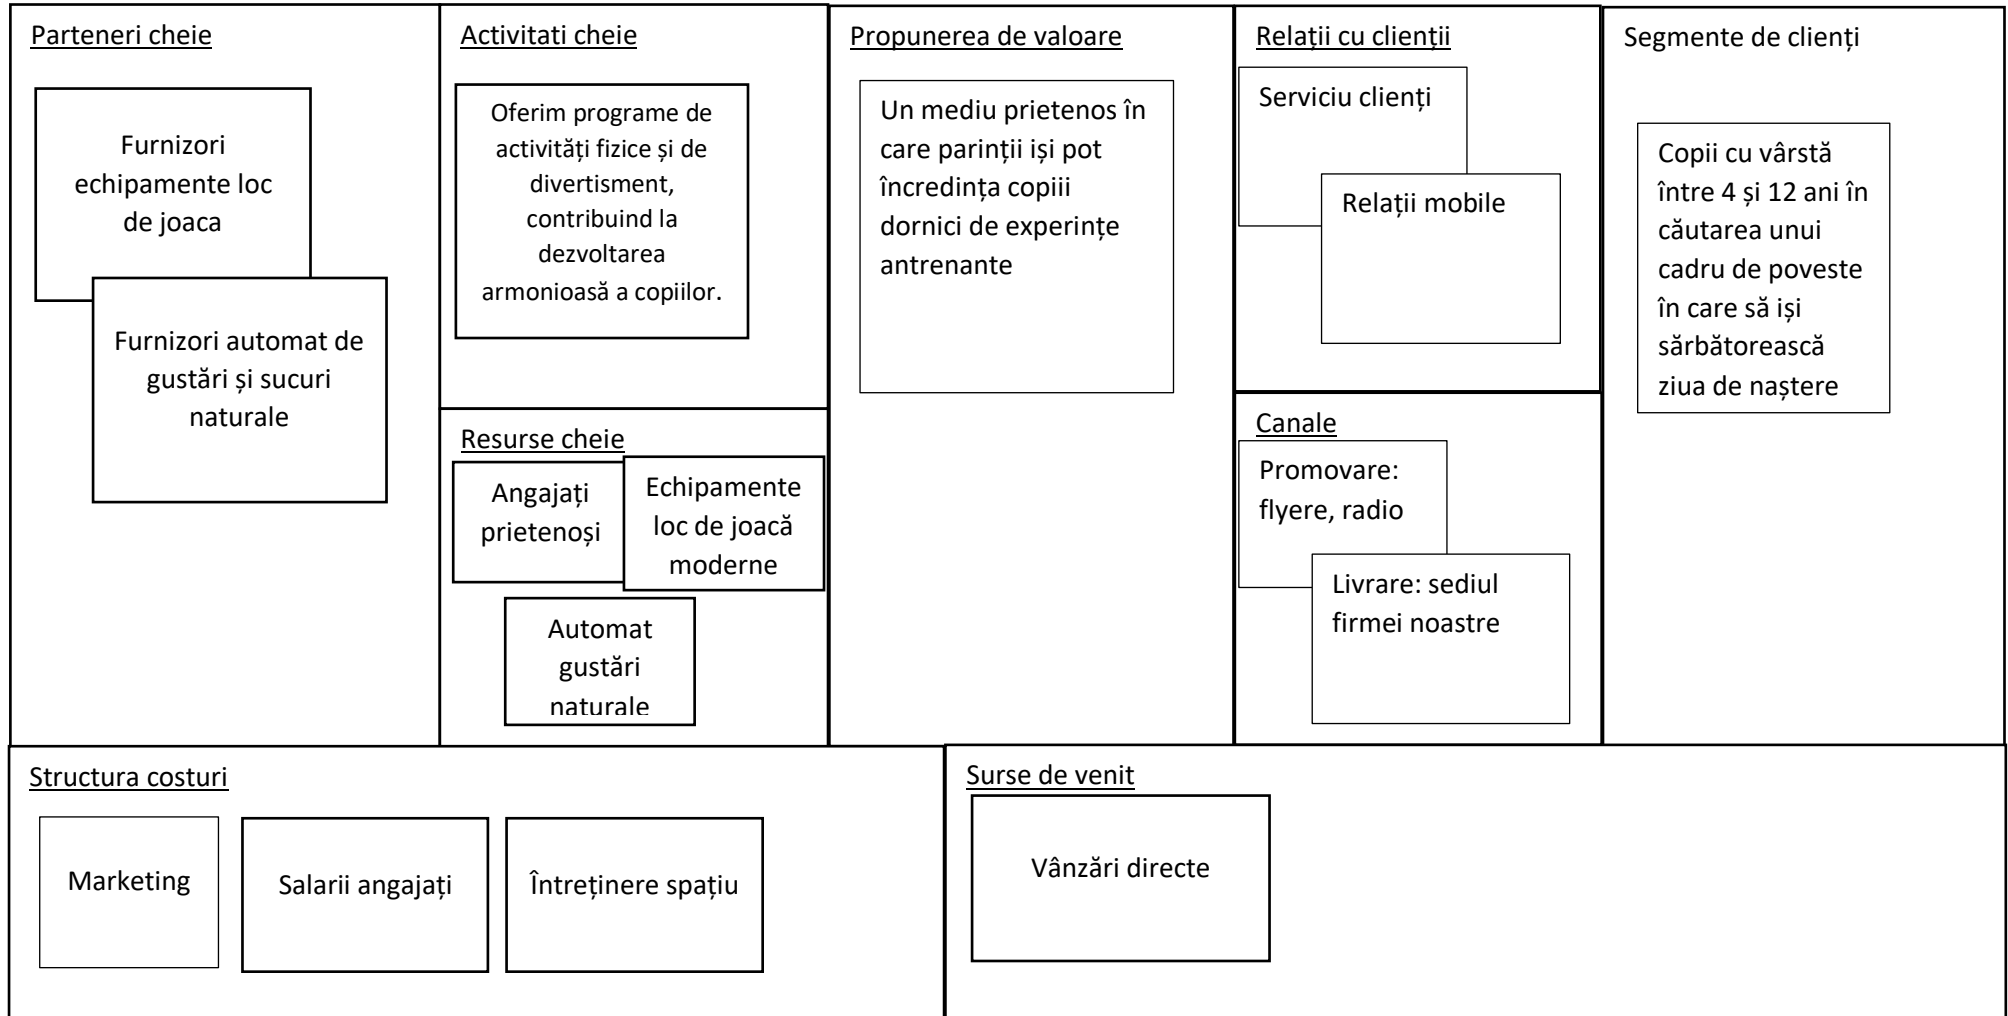 Parteneri cheie
Furnizori
echipamente loc
de joaca
Furnizori automat de
gustări și sucuri
naturale
Activitati cheie
Oferim programe de
activități fizice și de
divertisment,
contribuind la
dezvoltarea
armonioasă a copiilor.
Resurse cheie
Angajați
prietenoși
Echipamente
loc de joacă
moderne
Automat
gustări
naturale
Propunerea de valoare
Un mediu prietenos în
care parinții iși pot
încredința copiii
dornici de experințe
antrenante
Relații cu clienții
Serviciu clienți
Relații mobile
Canale
Promovare:
flyere, radio
Livrare: sediul
firmei noastre
Segmente de clienți
Copii cu vârstă
între 4 și 12 ani în
căutarea unui
cadru de poveste
în care să iși
sărbătorească
ziua de naștere
Structura costuri
Marketing
Salarii angajați
Întreținere spațiu
Surse de venit
Vânzări directe